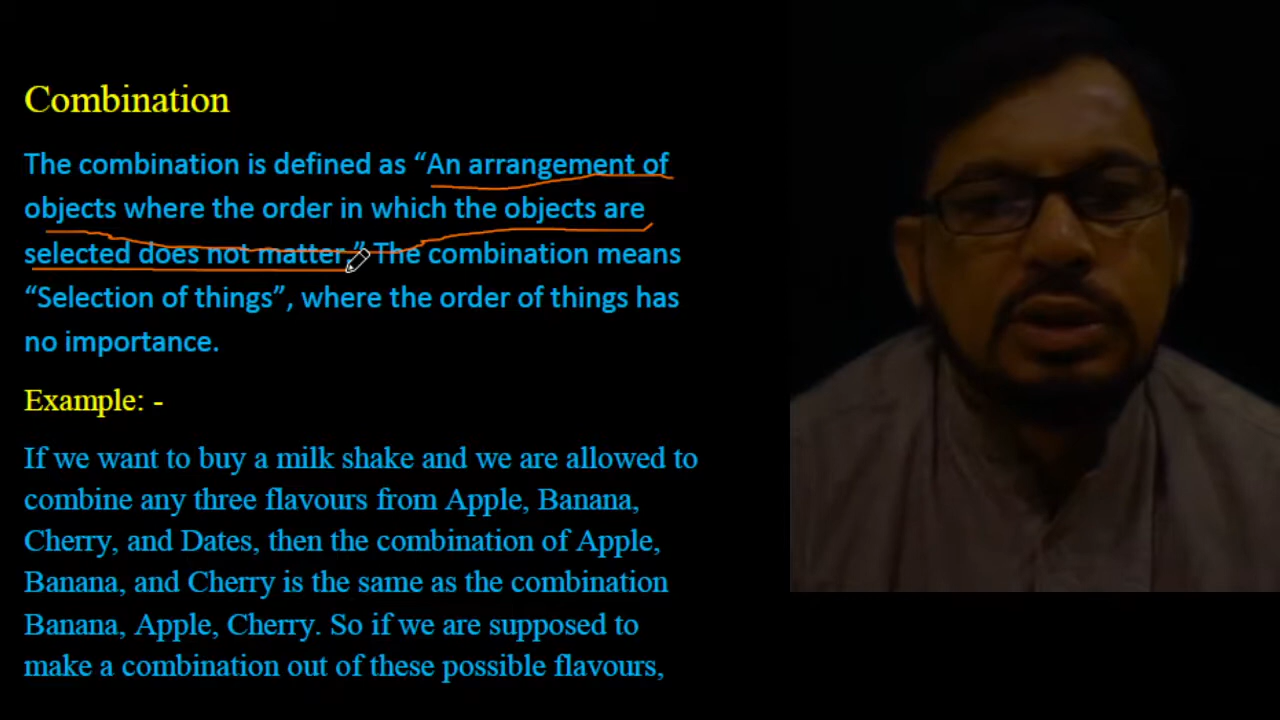 Combination
The combination is defined as “An arrangement of
objects where the order in which the objects are
selected does not matter.” The combination means
“Selection of things”, where the order of things has
no importance.
Example: -
If we want to buy a milk shake and we are allowed to
combine any three flavours from Apple, Banana,
Cherry, and Dates, then the combination of Apple,
Banana, and Cherry is the same as the combination
Banana, Apple, Cherry. So if we are supposed to
make a combination out of these possible flavours,